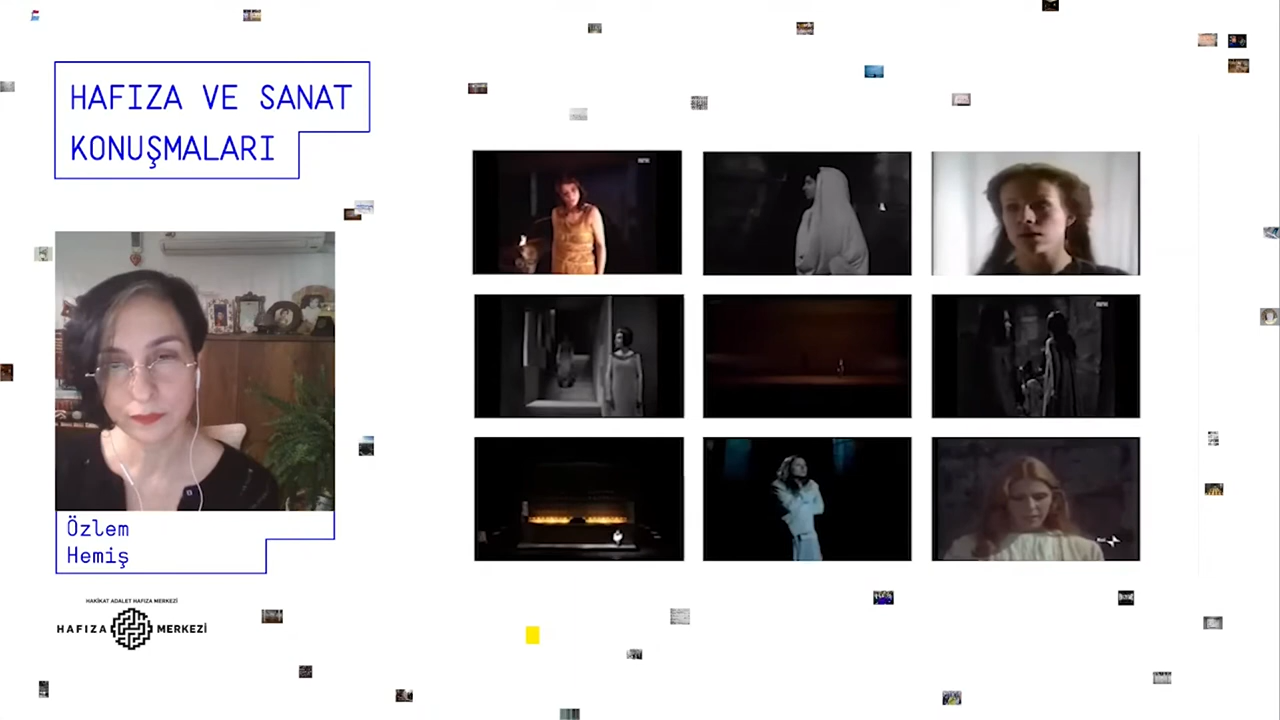 HAFIZA VE SANAT
KONUŞMALARI
Özlem
Hemiş
HAKİKAT ADALET HAFIZA MERKEZİ
HAFIZA MERKEZİ